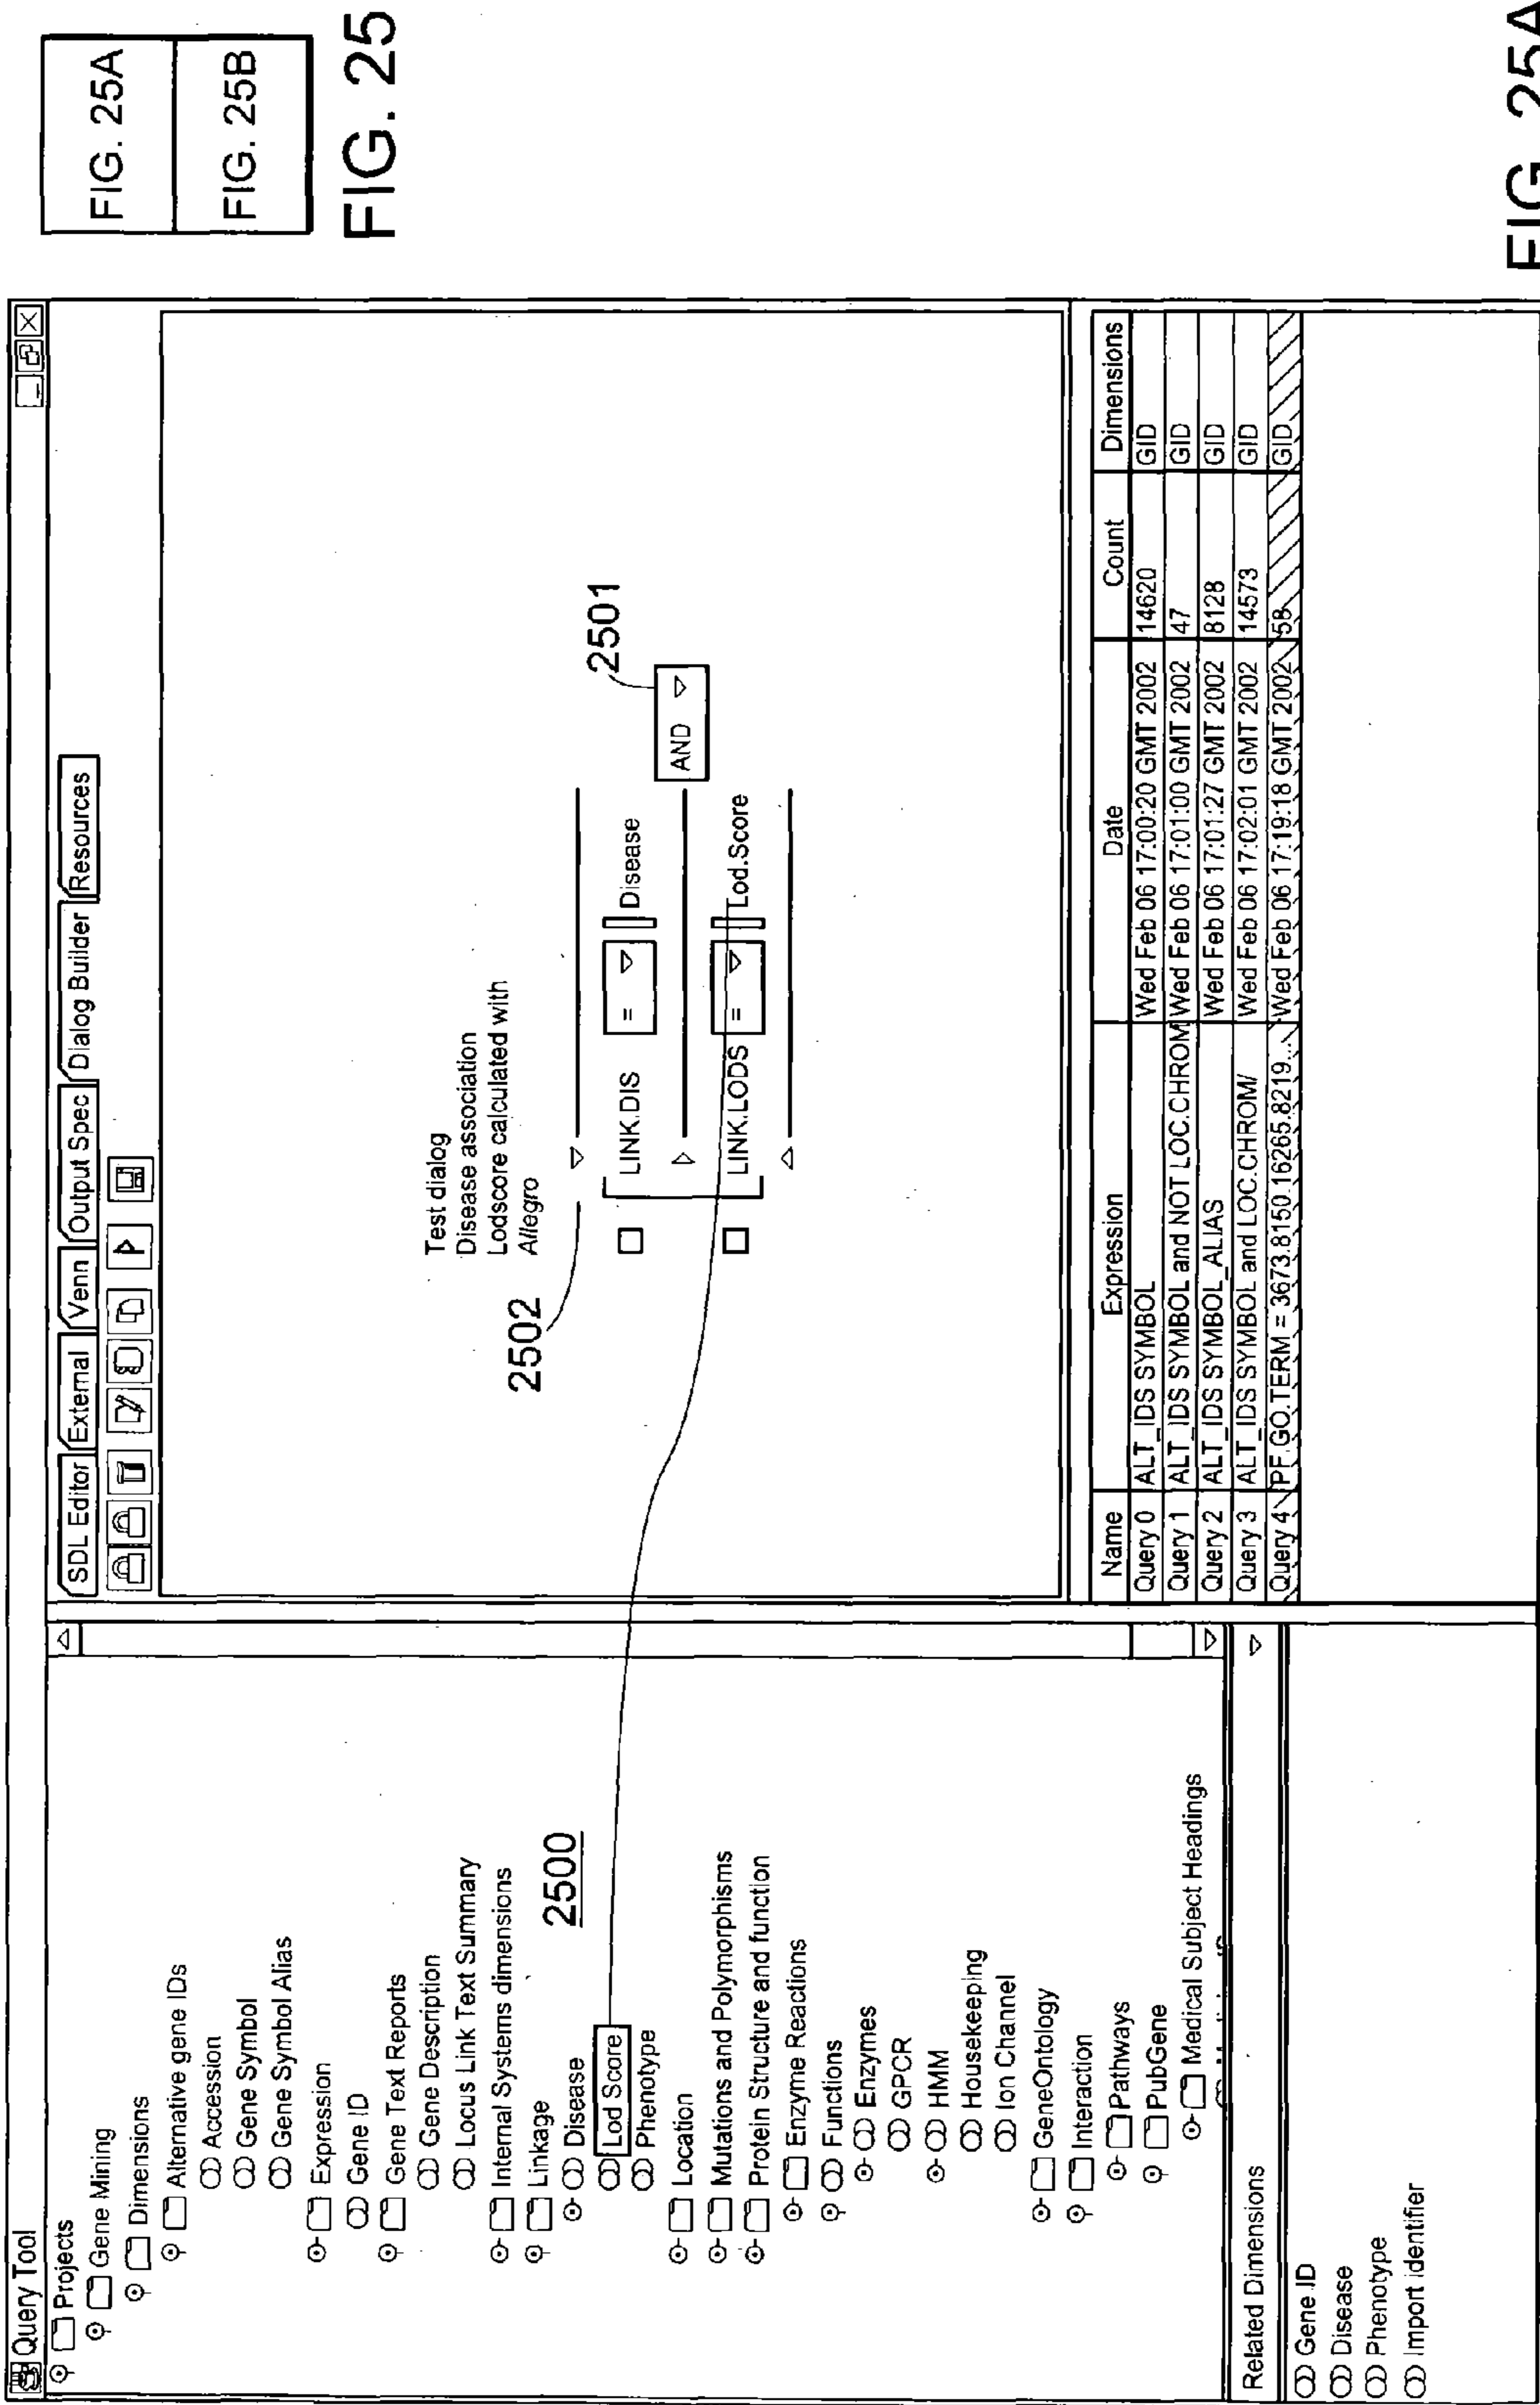 Query Tool
Projects
Gene Mining
Dimensions
Alternative gene IDs
Accession
Gene Symbol
Gene Symbol Alias
Expression
Gene ID
Gene Text Reports
Gene Description
Locus Link Text Summary
Internal Systems dimensions
Linkage
Disease
Lod Score
Phenotype
Location
Mutations and Polymorphisms
Protein Structure and function
Enzyme Reactions
Functions
Enzymes
GPCR
HMM
Housekeeping
Ion Channel
GeneOntology
Interaction
Pathways
PubGene
Medical Subject Headings
2500
Related Dimensions
Gene ID
Disease
Phenotype
Import identifier
SDL Editor External Venn Output Spec Dialog Builder Resources
Test dialog
Disease association
Lodscore calculated with
Allegro
2502
LINK.DIS = Disease
AND
2501
LINK.LODS = Lod.Score
Name Expression Date Count Dimensions
Query 0 ALT_IDS SYMBOL Wed Feb 06 17:00:20 GMT 2002 14620 GID
Query 1 ALT_IDS SYMBOL and NOT LOC.CHROM Wed Feb 06 17:01:00 GMT 2002 47 GID
Query 2 ALT_IDS SYMBOL_ALIAS Wed Feb 06 17:01:27 GMT 2002 8128 GID
Query 3 ALT_IDS SYMBOL and LOC.CHROM/ Wed Feb 06 17:02:01 GMT 2002 14573 GID
Query 4 PF.GO.TERM = 3673.8150.16265.8219... Wed Feb 06 17:19:18 GMT 2002 58 GID
FIG. 25A
FIG. 25B
FIG. 25
FIG. 25A